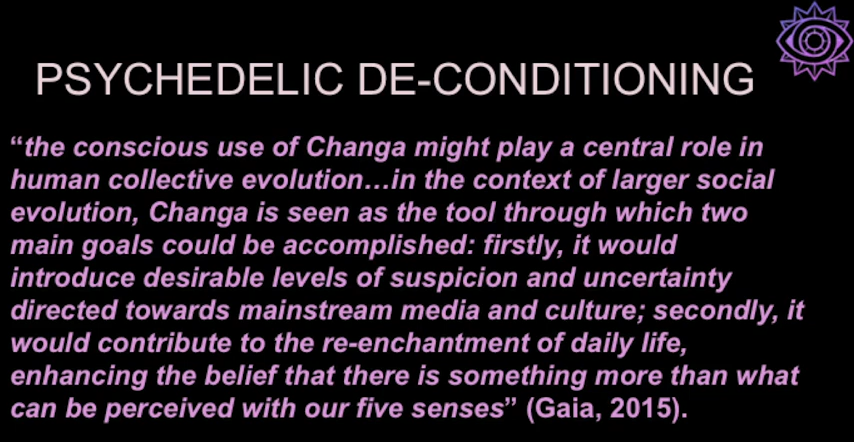 PSYCHEDELIC DE-CONDITIONING
“the conscious use of Changa might play a central role in
human collective evolution…in the context of larger social
evolution, Changa is seen as the tool through which two
main goals could be accomplished: firstly, it would
introduce desirable levels of suspicion and uncertainty
directed towards mainstream media and culture; secondly, it
would contribute to the re-enchantment of daily life,
enhancing the belief that there is something more than what
can be perceived with our five senses” (Gaia, 2015).